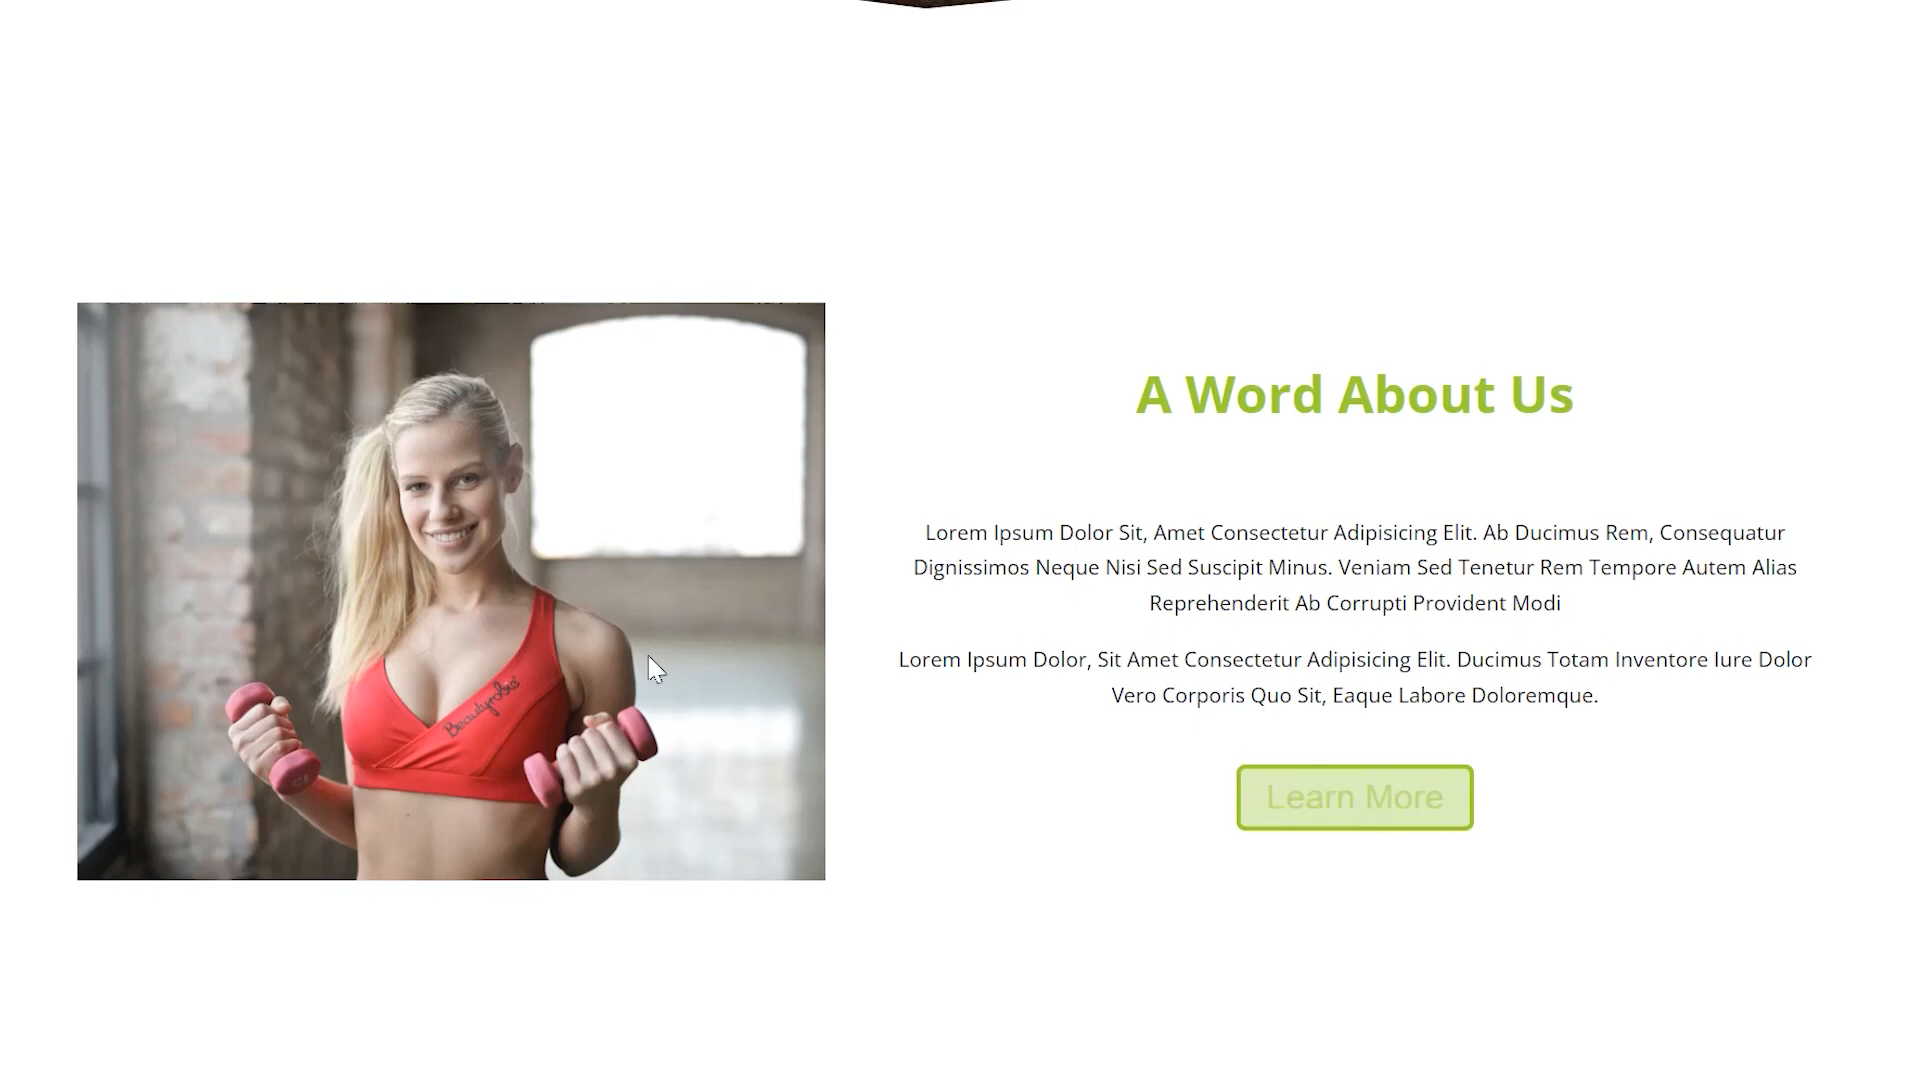 A Word About Us
Lorem Ipsum Dolor Sit, Amet Consectetur Adipisicing Elit. Ab Ducimus Rem, Consequatur
Dignissimos Neque Nisi Sed Suscipit Minus. Veniam Sed Tenetur Rem Tempore Autem Alias
Reprehenderit Ab Corrupti Provident Modi
Lorem Ipsum Dolor, Sit Amet Consectetur Adipisicing Elit. Ducimus Totam Inventore Iure Dolor
Vero Corporis Quo Sit, Eaque Labore Doloremque.
Learn More
Beautyrobic